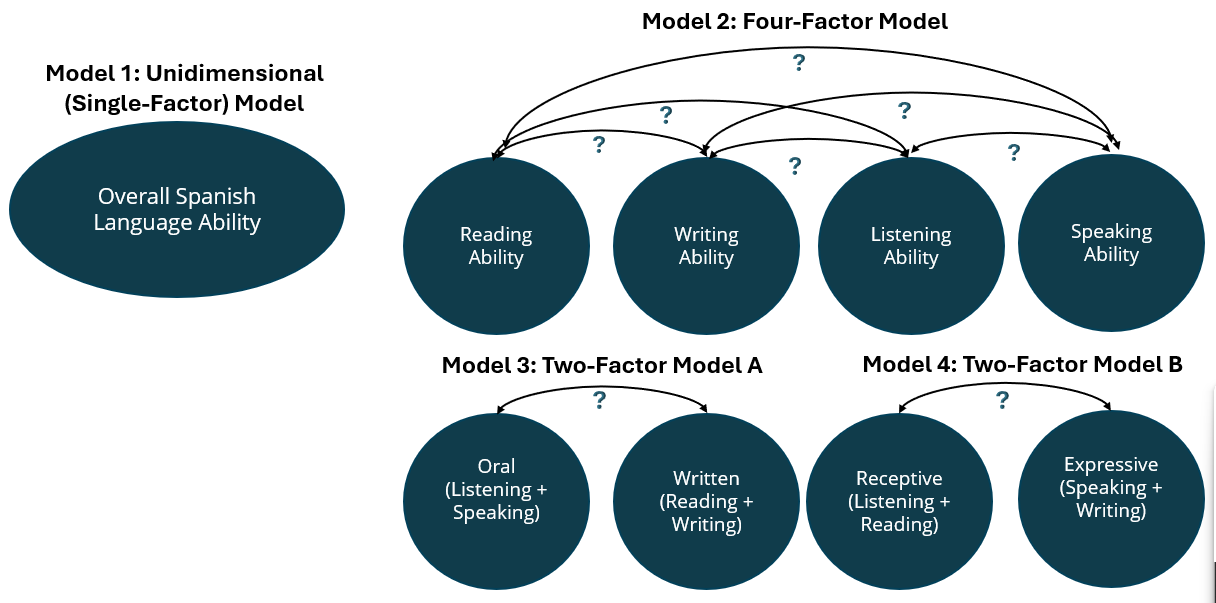 Model 1: Unidimensional
(Single-Factor) Model
Overall Spanish
Language Ability
Model 2: Four-Factor Model
?
?
?
?
?
?
Reading
Ability
Writing
Ability
Listening
Ability
Speaking
Ability
Model 3: Two-Factor Model A
?
Oral
(Listening +
Speaking)
Written
(Reading +
Writing)
Model 4: Two-Factor Model B
?
Receptive
(Listening +
Reading)
Expressive
(Speaking +
Writing)